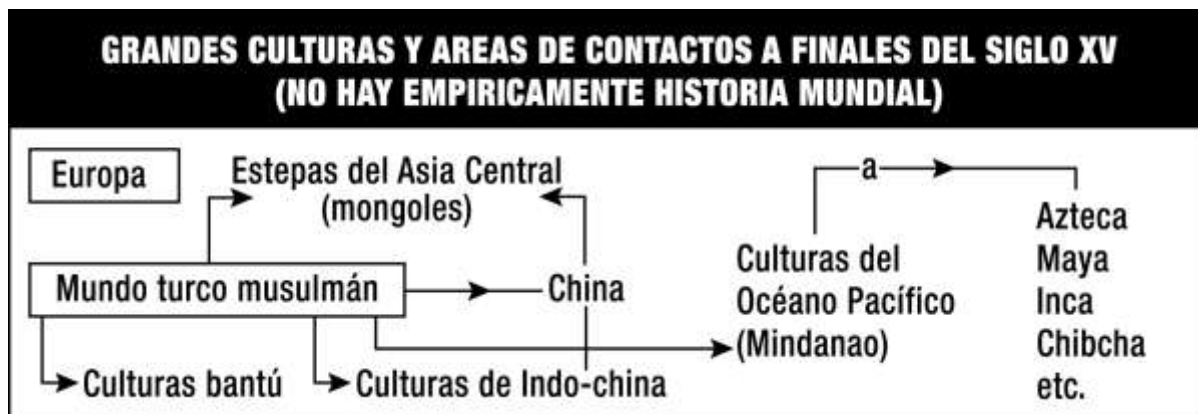 GRANDES CULTURAS Y AREAS DE CONTACTOS A FINALES DEL SIGLO XV
(NO HAY EMPIRICAMENTE HISTORIA MUNDIAL)
Europa
Estepas del Asia Central
(mongoles)
Mundo turco musulmán
China
Culturas bantú
Culturas de Indo-china
a
Culturas del
Océano Pacífico
(Mindanao)
Azteca
Maya
Inca
Chibcha
etc.